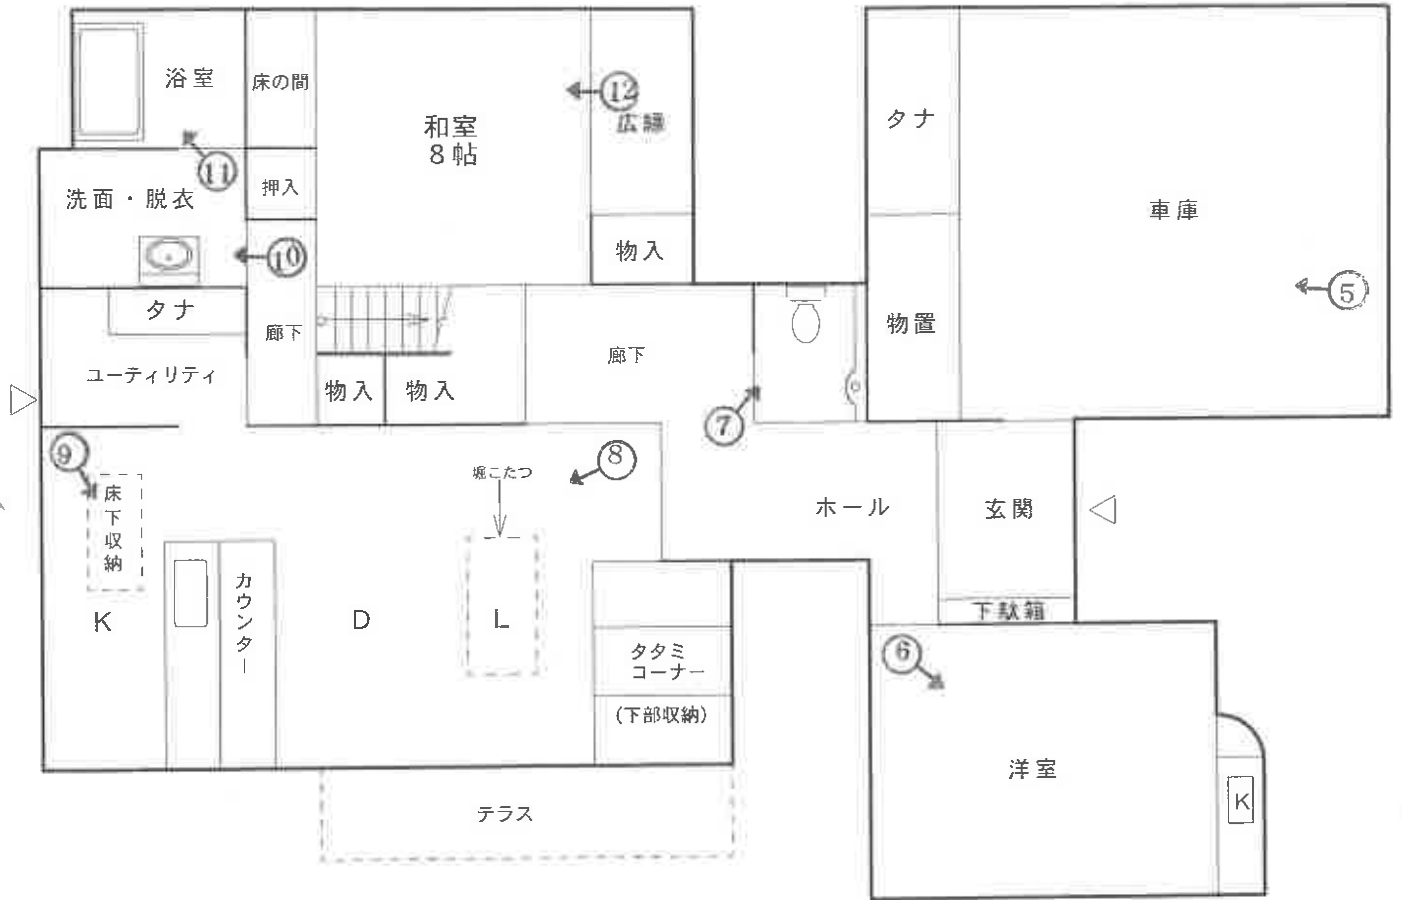 浴室
床の間
和室
8帖
⑫
広縁
タナ
車庫
⑪
押入
洗面・脱衣
⑩
物入
⑤
タナ
廊下
廊下
物置
ユーティリティ
物入
物入
⑦
⑨
⑧
堀こたつ
床下収納
ホール
玄関
下駄箱
K
カウンター
D
L
タタミ
コーナー
(下部収納)
⑥
洋室
K
テラス